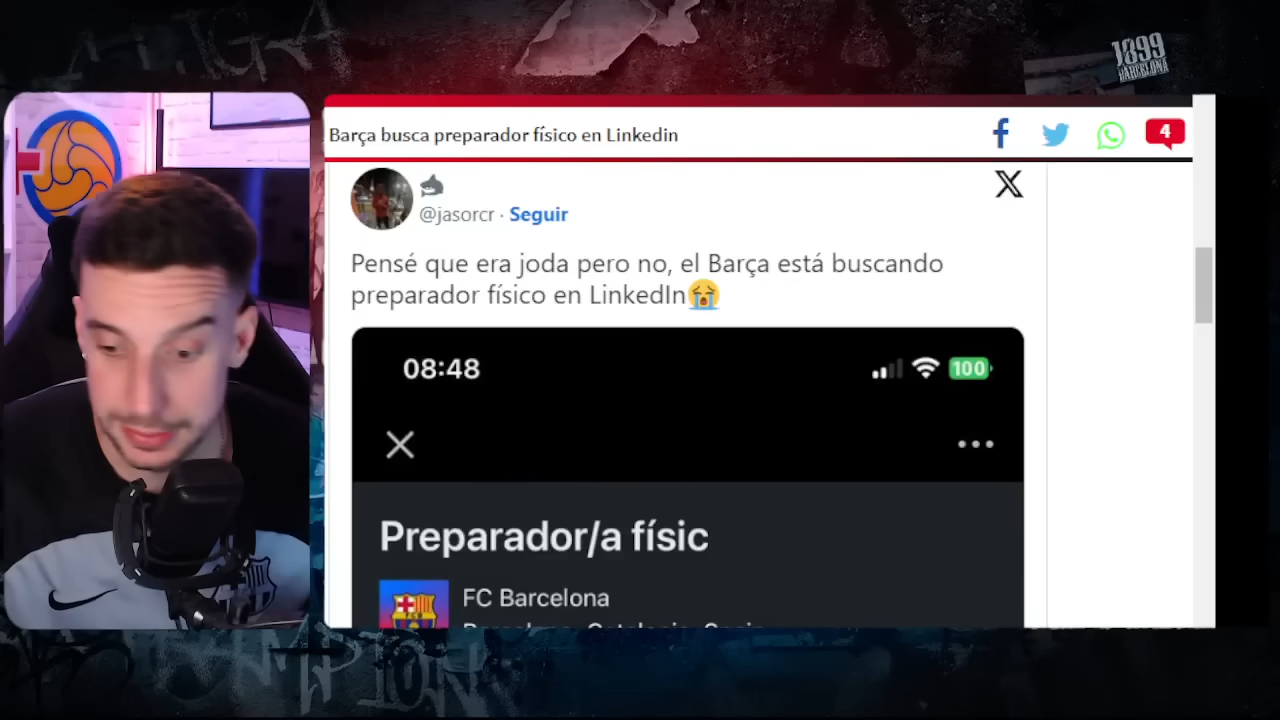 1899
BARCELONA
Barça busca preparador físico en Linkedin
4
@jasorcr · Seguir
Pensé que era joda pero no, el Barça está buscando
preparador físico en LinkedIn
08:48
100
Preparador/a físic
FC Barcelona